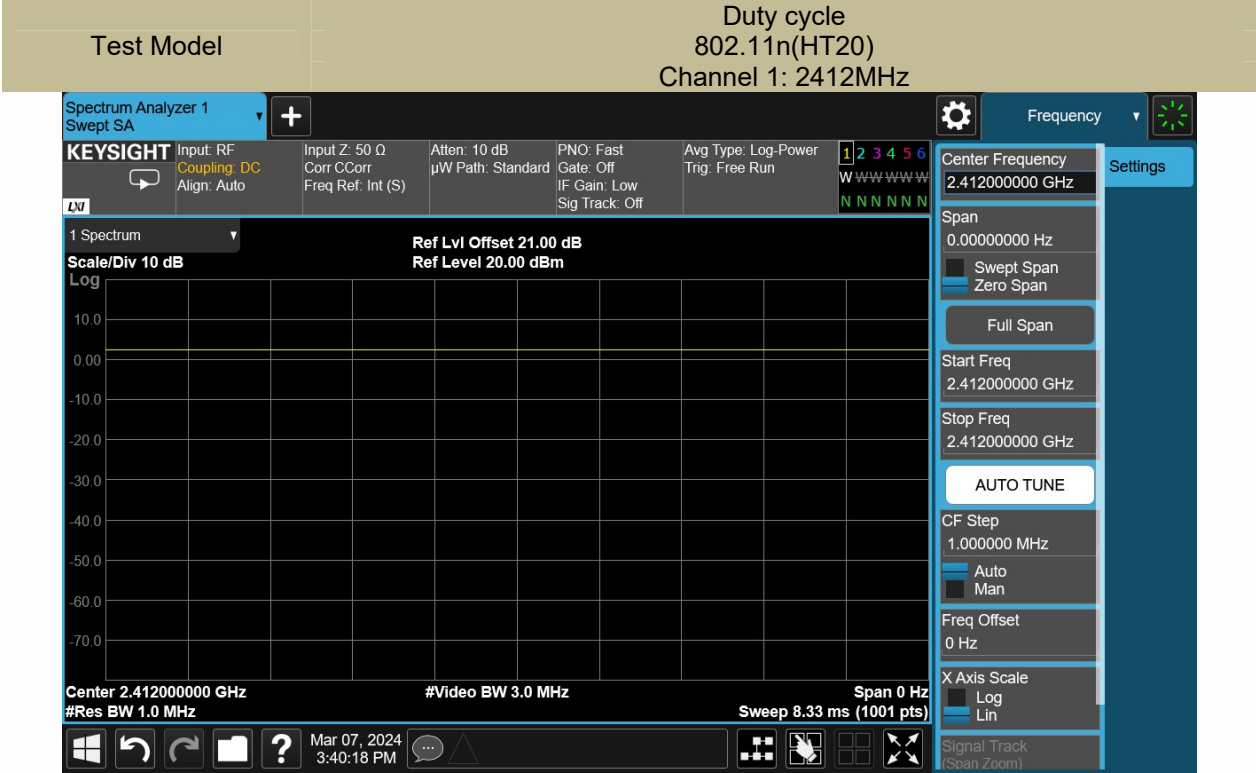 Test Model
Duty cycle
802.11n(HT20)
Channel 1: 2412MHz
Spectrum Analyzer 1
Swept SA
Frequency
KEYSIGHT
LXI
Input: RF
Coupling: DC
Align: Auto
Input Z: 50 Ω
Corr CCorr
Freq Ref: Int (S)
Atten: 10 dB
µW Path: Standard
PNO: Fast
Gate: Off
IF Gain: Low
Sig Track: Off
Avg Type: Log-Power
Trig: Free Run
1 2 3 4 5 6
W W W W W W
N N N N N N
1 Spectrum
Scale/Div 10 dB
Ref Lvl Offset 21.00 dB
Ref Level 20.00 dBm
Log
10.0
0.00
-10.0
-20.0
-30.0
-40.0
-50.0
-60.0
-70.0
Center 2.412000000 GHz
#Res BW 1.0 MHz
#Video BW 3.0 MHz
Span 0 Hz
Sweep 8.33 ms (1001 pts)
Mar 07, 2024
3:40:18 PM
Center Frequency
2.412000000 GHz
Settings
Span
0.00000000 Hz
Swept Span
Zero Span
Full Span
Start Freq
2.412000000 GHz
Stop Freq
2.412000000 GHz
AUTO TUNE
CF Step
1.000000 MHz
Auto
Man
Freq Offset
0 Hz
X Axis Scale
Log
Lin
Signal Track
(Span Zoom)